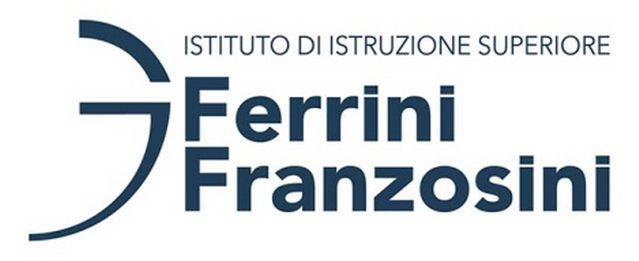 ISTITUTO DI ISTRUZIONE SUPERIORE
Ferrini
Franzosini